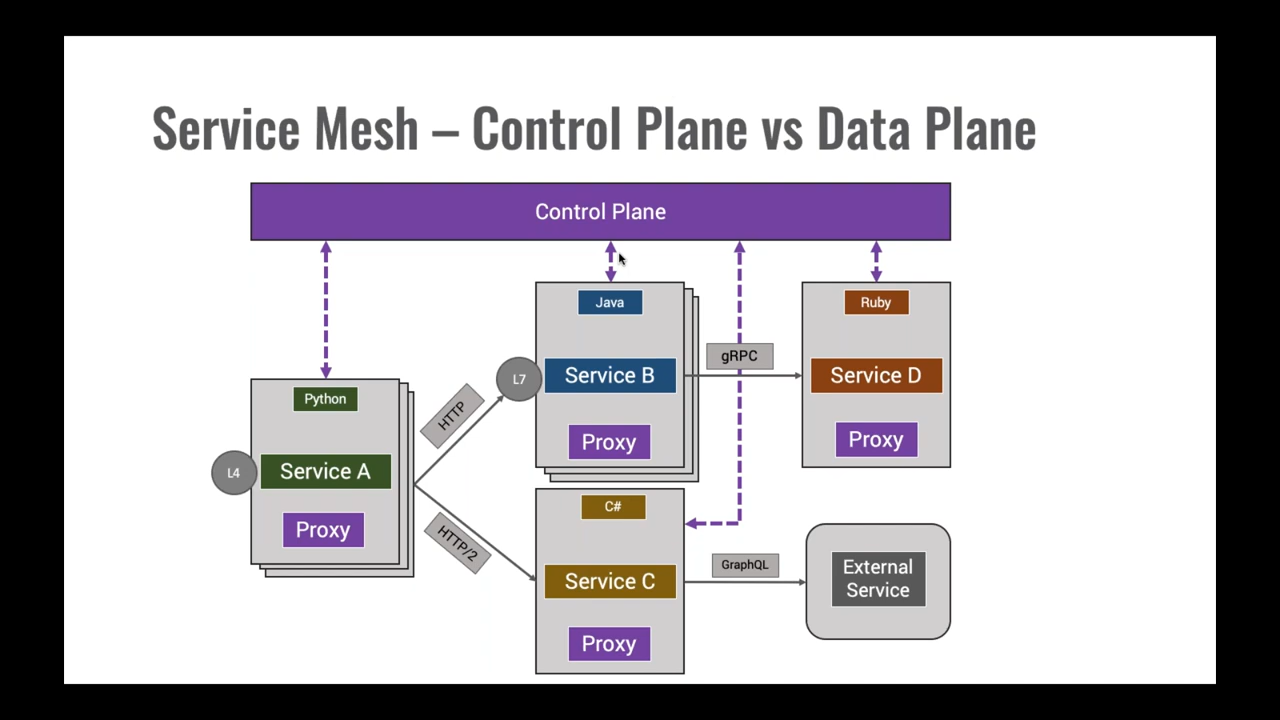 Service Mesh – Control Plane vs Data Plane
Control Plane
Java
Ruby
gRPC
Service B
Service D
L7
Python
HTTP
Proxy
Proxy
L4
Service A
C#
Proxy
HTTP/2
GraphQL
External
Service
Service C
Proxy